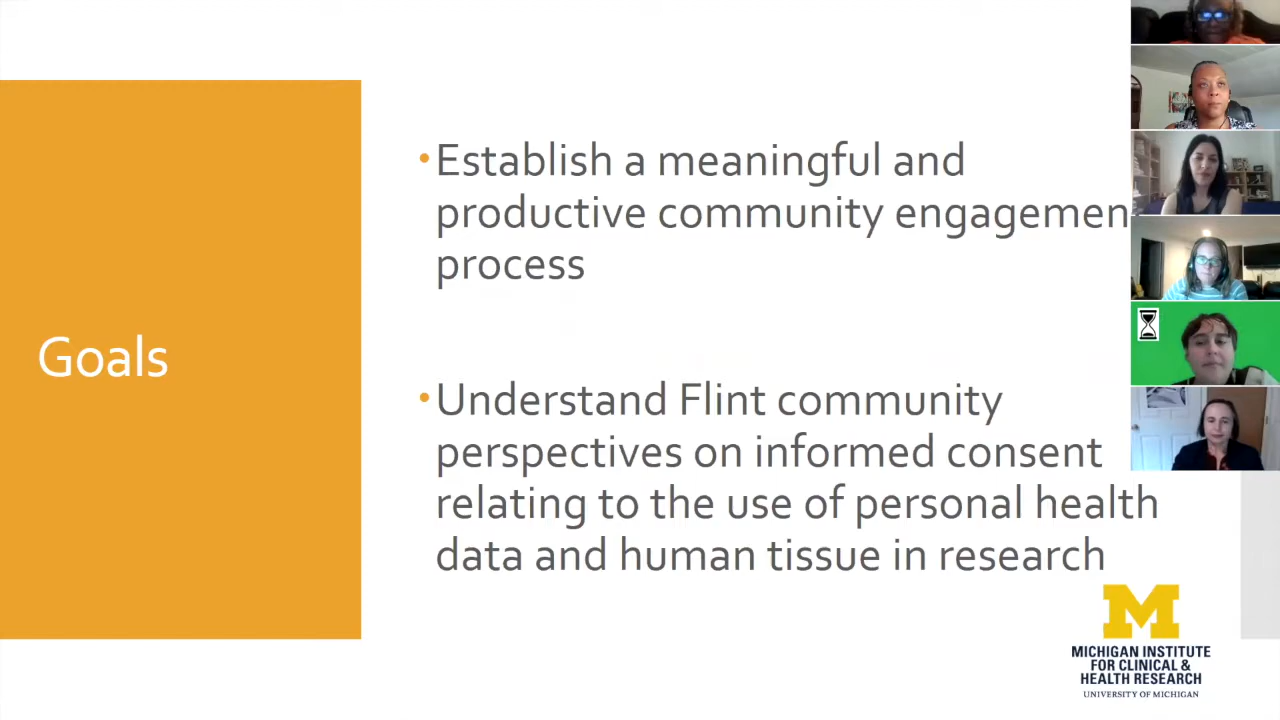 Goals
•Establish a meaningful and
productive community engagemen
process
•Understand Flint community
perspectives on informed consent
relating to the use of personal health
data and human tissue in research
M
MICHIGAN INSTITUTE
FOR CLINICAL &
HEALTH RESEARCH
UNIVERSITY OF MICHIGAN